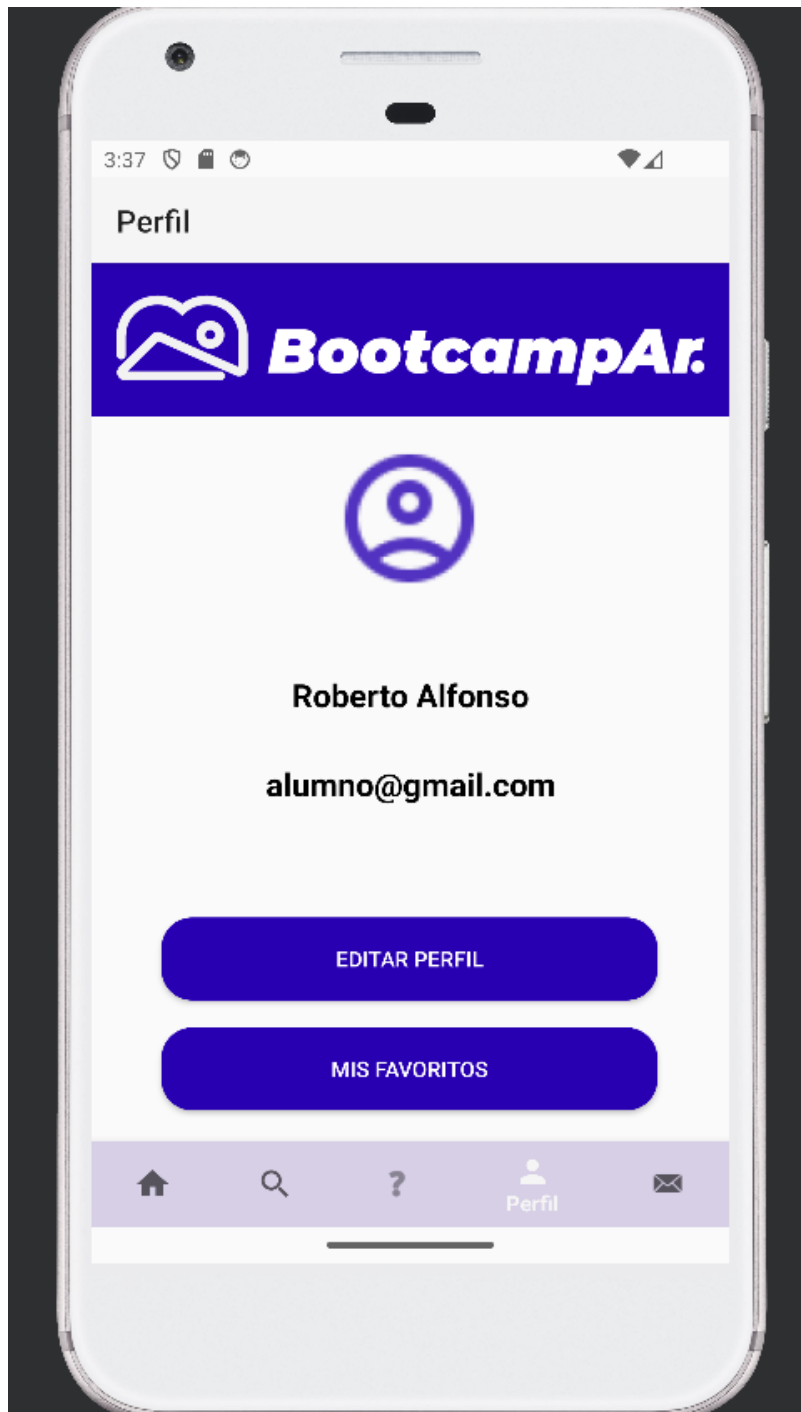 3:37
Perfil
BootcampAr.
Roberto Alfonso
alumno@gmail.com
EDITAR PERFIL
MIS FAVORITOS
?
Perfil